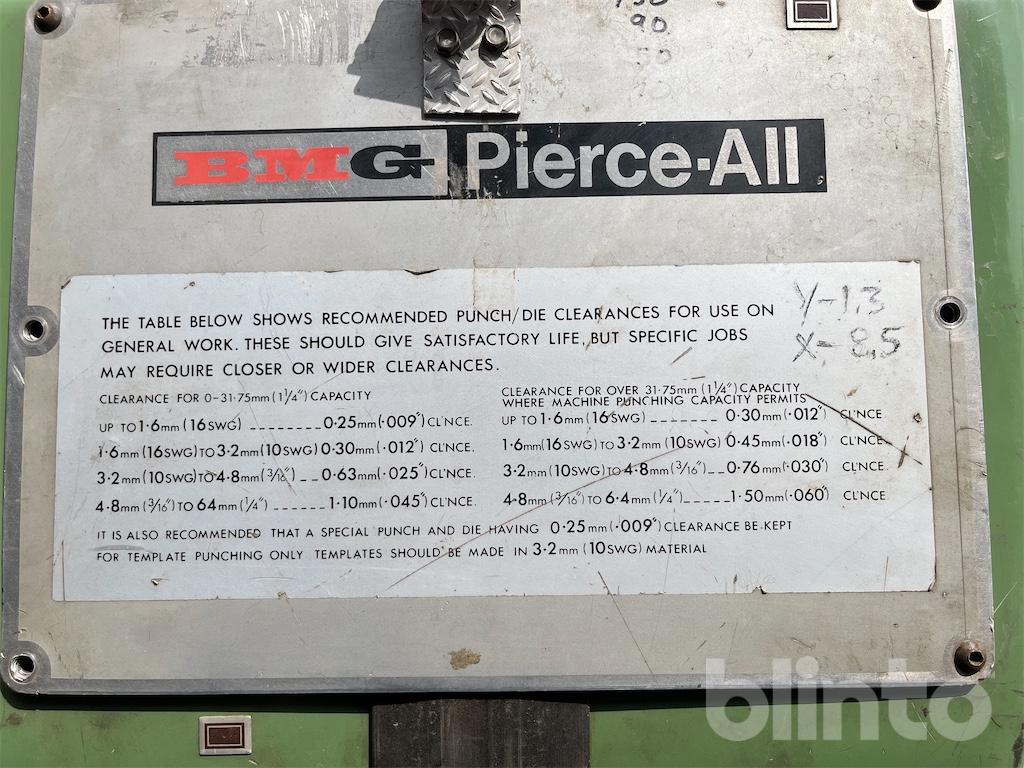 90
50
BMG Pierce-All
Y-1.3
X-8,5
THE TABLE BELOW SHOWS RECOMMENDED PUNCH/DIE CLEARANCES FOR USE ON
GENERAL WORK. THESE SHOULD GIVE SATISFACTORY LIFE, BUT SPECIFIC JOBS
MAY REQUIRE CLOSER OR WIDER CLEARANCES.
CLEARANCE FOR 0-31·75mm (1¼") CAPACITY
UP TO 1·6mm (16SWG) ________ 0·25mm(·009") CL'NCE.
1·6mm (16SWG) TO 3·2mm (10SWG) 0·30mm (·012") CL'NCE.
3·2mm (10SWG) TO 4·8mm (3/16")__0·63mm (·025") CL'NCE.
4·8mm (3/16") TO 64mm (¼") ______ 1·10mm (·045") CL'NCE.
CLEARANCE FOR OVER 31·75mm (1¼") CAPACITY
WHERE MACHINE PUNCHING CAPACITY PERMITS
UP TO 1·6mm (16SWG) _______ 0·30mm (·012") CL'NCE.
1·6mm(16SWG) TO 3·2mm (10SWG) 0·45mm (·018") CL'NCE.
3·2mm (10SWG) TO 4·8mm (3/16")__0·76mm (·030") CL'NCE.
4·8mm (3/16") TO 6·4mm (¼")_____1·50mm (·060") CL'NCE
IT IS ALSO RECOMMENDED THAT A SPECIAL PUNCH AND DIE HAVING 0·25mm (·009") CLEARANCE BE KEPT
FOR TEMPLATE PUNCHING ONLY TEMPLATES SHOULD BE MADE IN 3·2mm (10SWG) MATERIAL
blinto